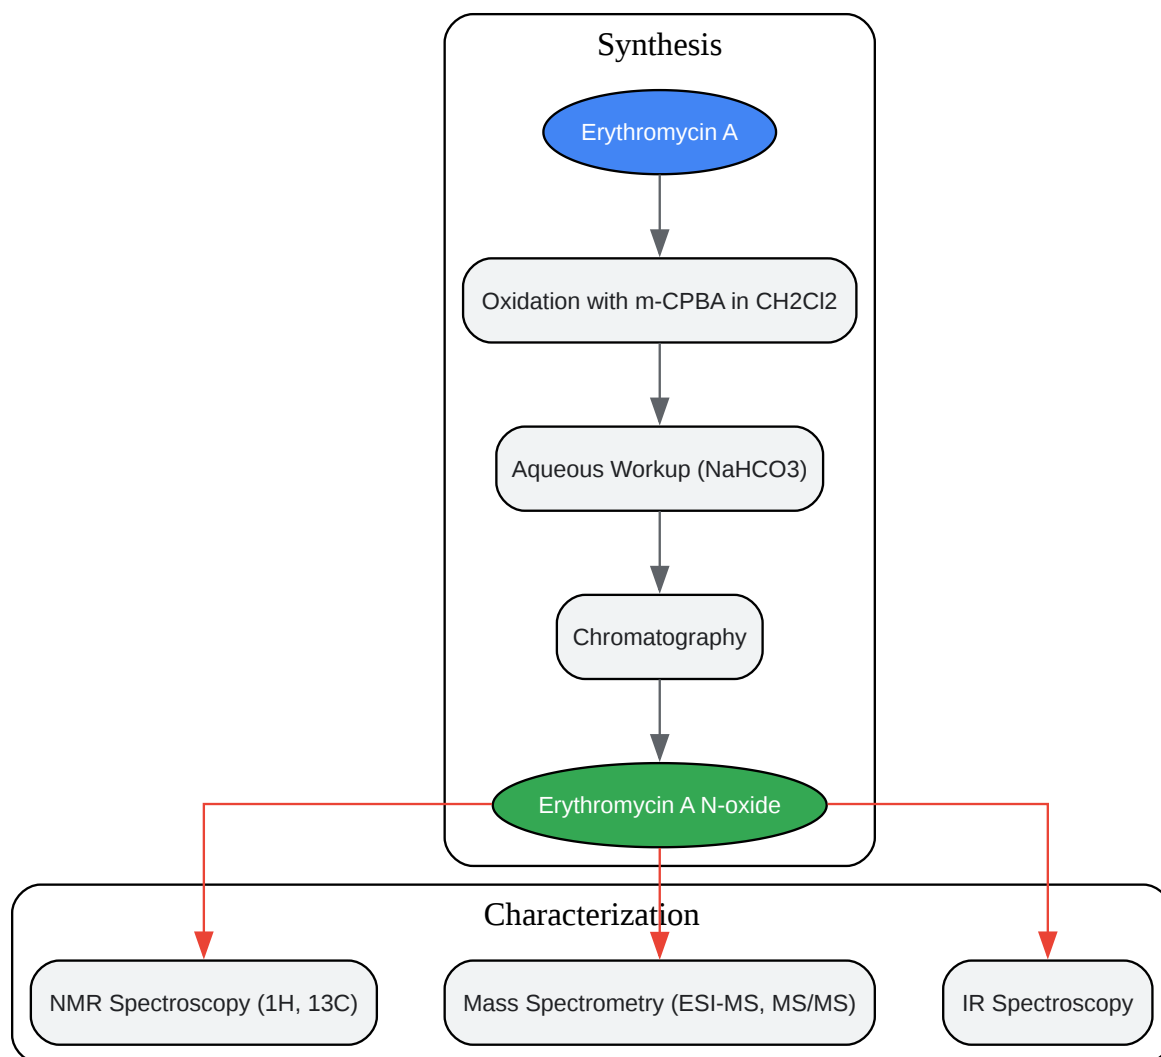 Synthesis
Erythromycin A
Oxidation with m-CPBA in CH2Cl2
Aqueous Workup (NaHCO3)
Chromatography
Erythromycin A N-oxide
Characterization
NMR Spectroscopy (1H, 13C)
Mass Spectrometry (ESI-MS, MS/MS)
IR Spectroscopy